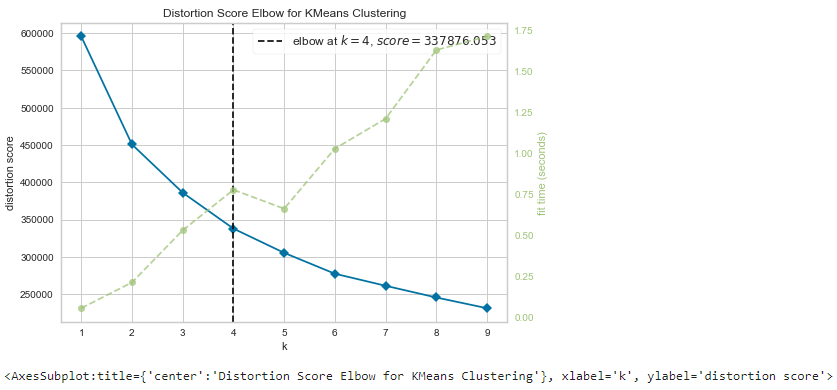 Distortion Score Elbow for KMeans Clustering
elbow at k = 4, score = 337876.053
600000
550000
500000
450000
400000
350000
300000
250000
distortion score
1.75
1.50
1.25
1.00
0.75
0.50
0.25
0.00
fit time (seconds)
1 2 3 4 5 6 7 8 9
k
<AxesSubplot:title={'center':'Distortion Score Elbow for KMeans Clustering'}, xlabel='k', ylabel='distortion score'>